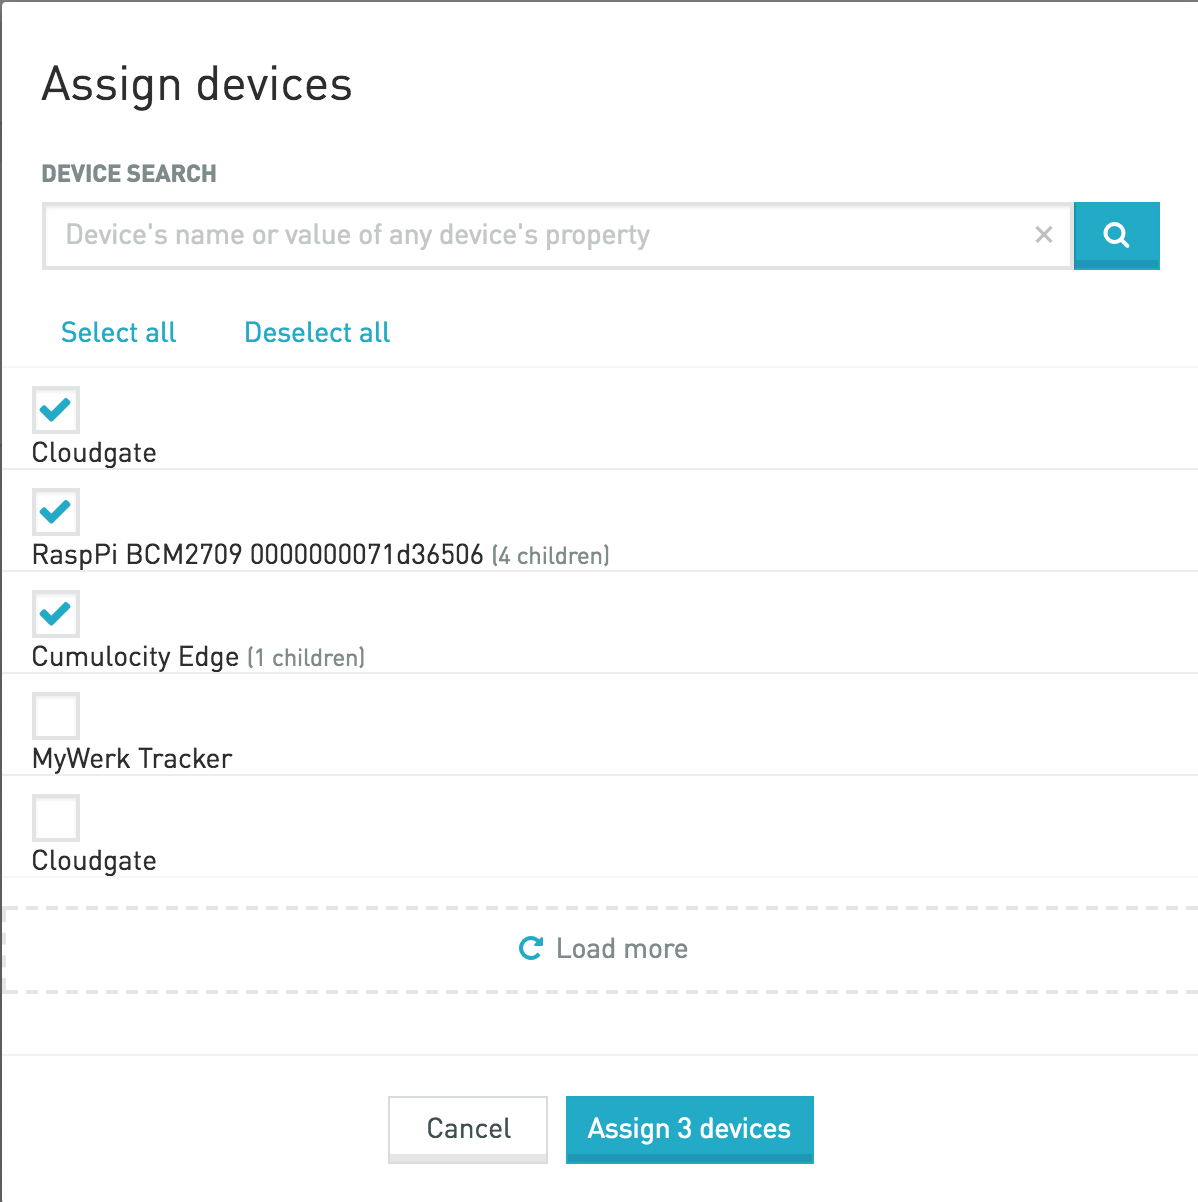 Assign devices
DEVICE SEARCH
Device's name or value of any device's property
Select all Deselect all
Cloudgate
RaspPi BCM2709 0000000071d36506 (4 children)
Cumulocity Edge (1 children)
MyWerk Tracker
Cloudgate
Load more
Cancel Assign 3 devices